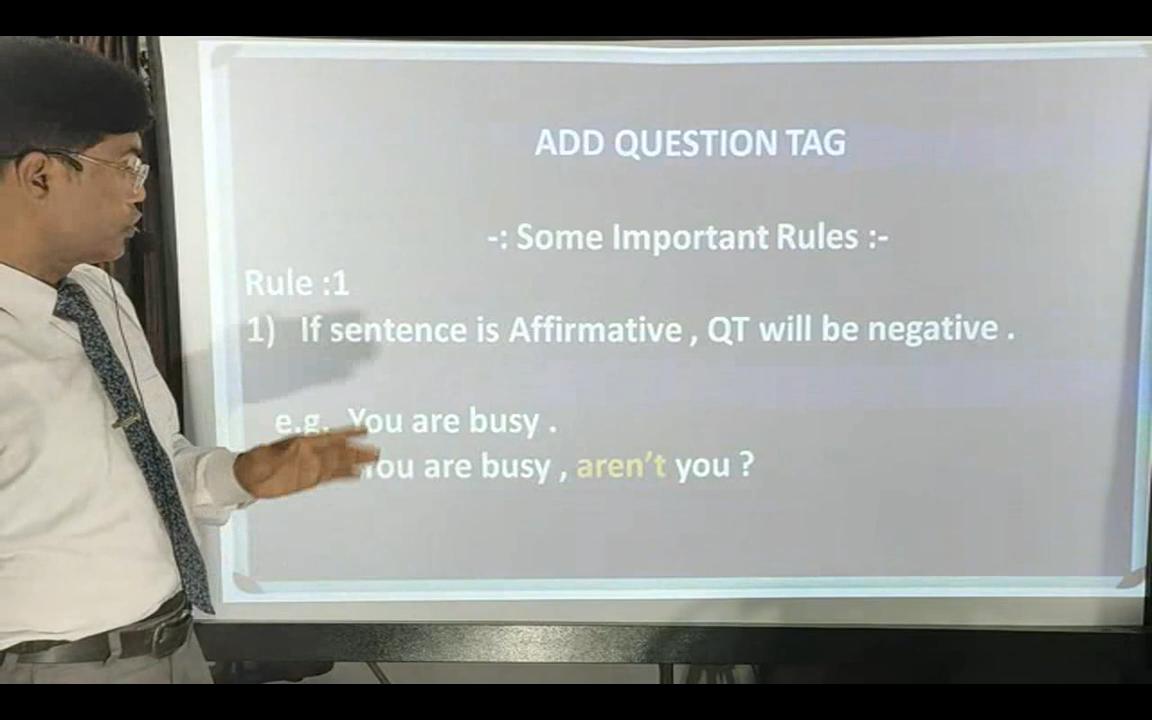 ADD QUESTION TAG
-: Some Important Rules :-
Rule :1
1) If sentence is Affirmative , QT will be negative .
e.g. You are busy .
You are busy , aren't you ?